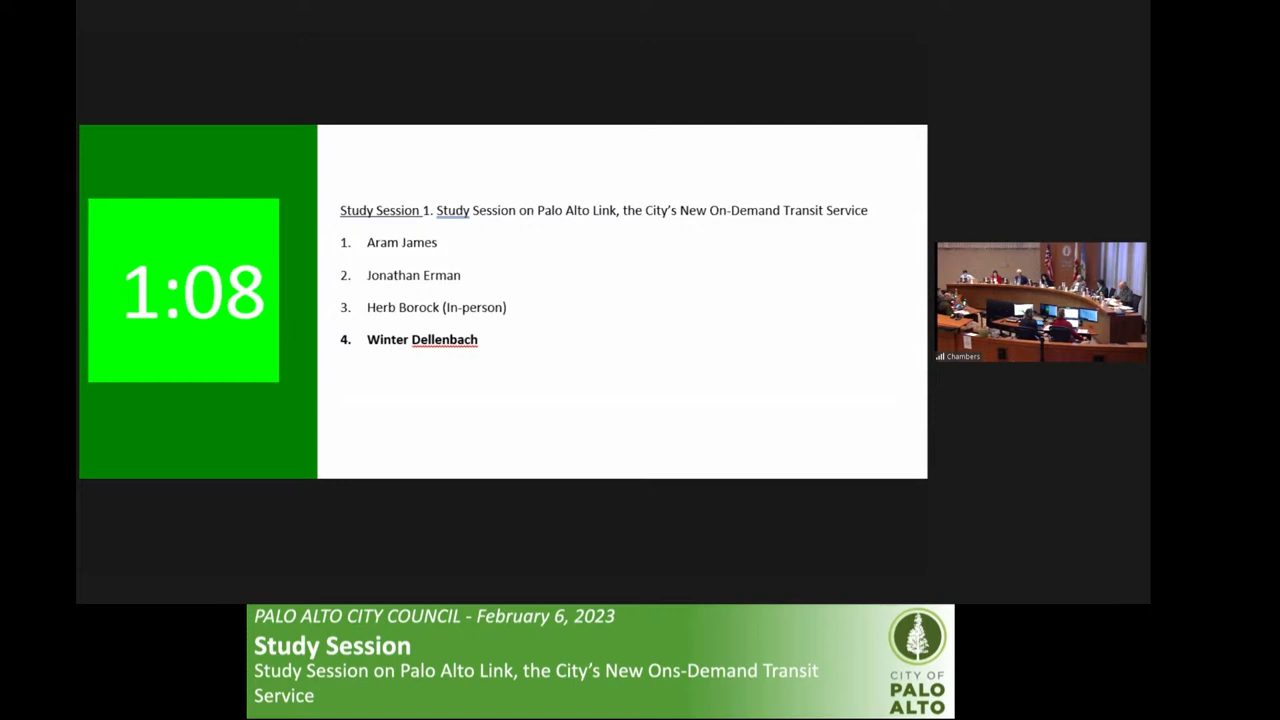 1:08
Study Session 1. Study Session on Palo Alto Link, the City's New On-Demand Transit Service
1. Aram James
2. Jonathan Erman
3. Herb Borock (In-person)
4. Winter Dellenbach
Chambers
PALO ALTO CITY COUNCIL - February 6, 2023
Study Session
Study Session on Palo Alto Link, the City's New Ons-Demand Transit
Service
CITY OF
PALO
ALTO